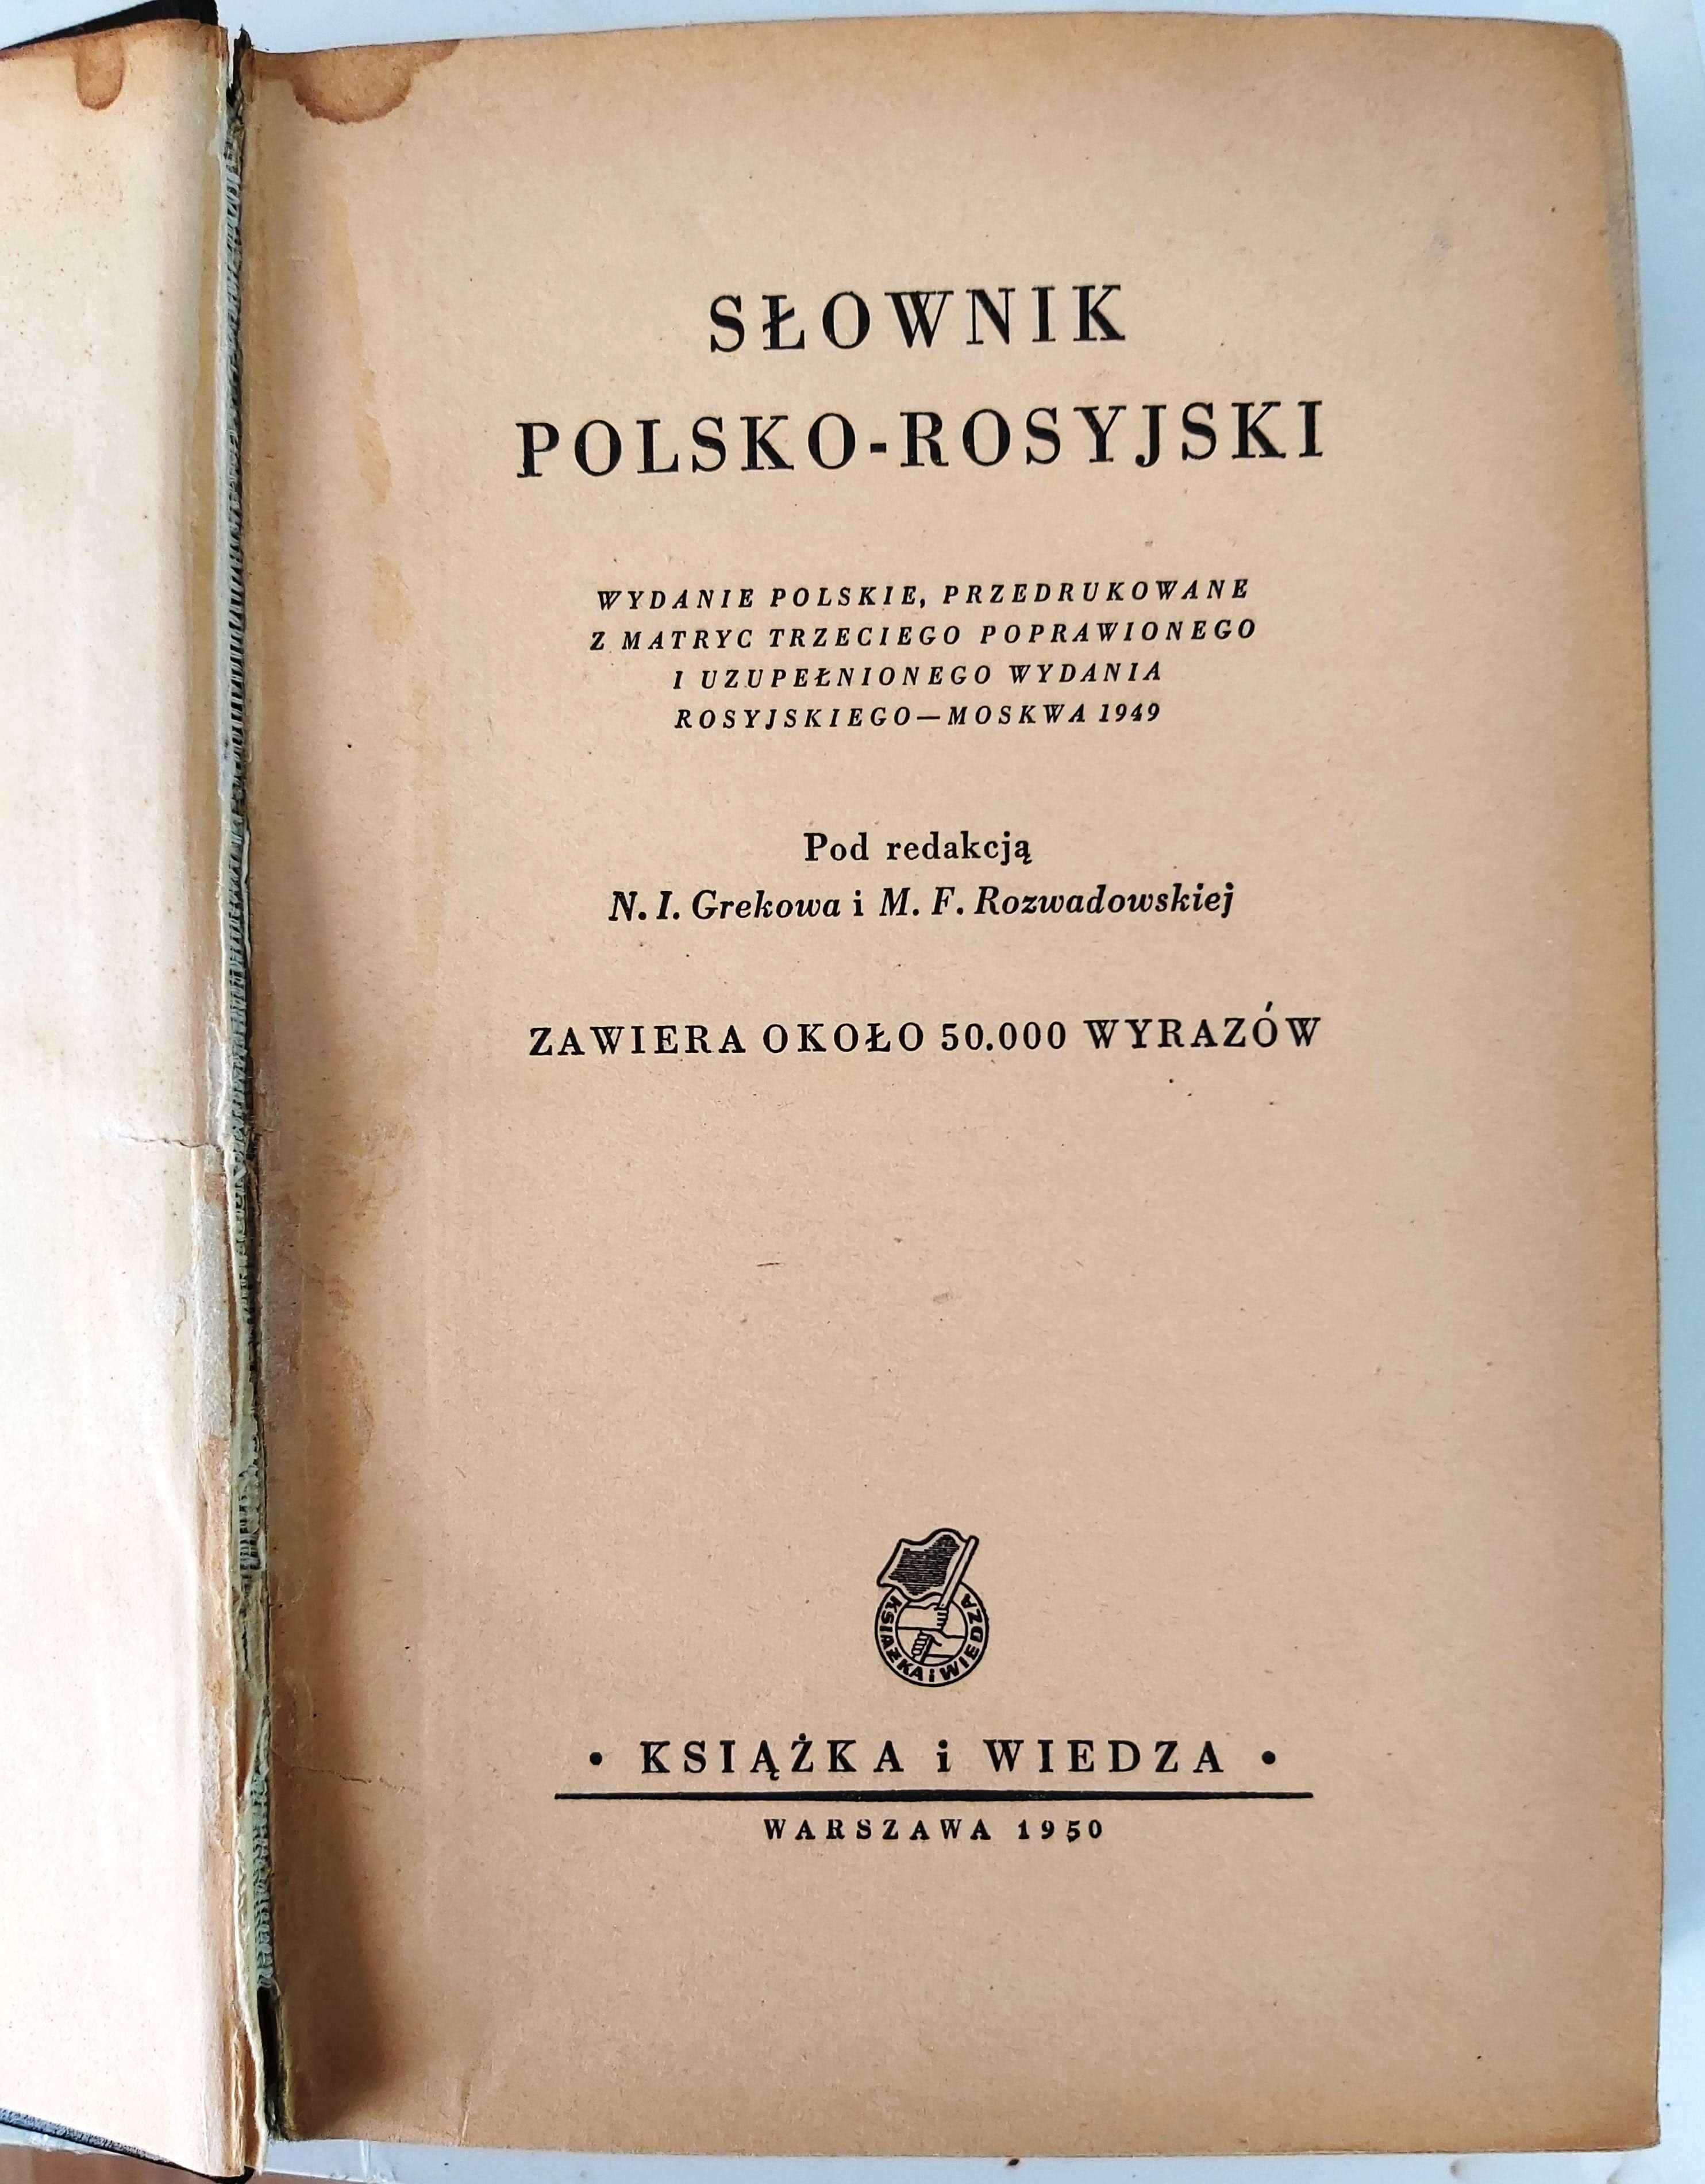 SŁOWNIK
POLSKO-ROSYJSKI
WYDANIE POLSKIE, PRZEDRUKOWANE
Z MATRYC TRZECIEGO POPRAWIONEGO
I UZUPEŁNIONEGO WYDANIA
ROSYJSKIEGO—MOSKWA 1949
Pod redakcją
N. I. Grekowa i M. F. Rozwadowskiej
ZAWIERA OKOŁO 50.000 WYRAZÓW
KSIĄŻKA i WIEDZA
• KSIĄŻKA i WIEDZA •
WARSZAWA 1950